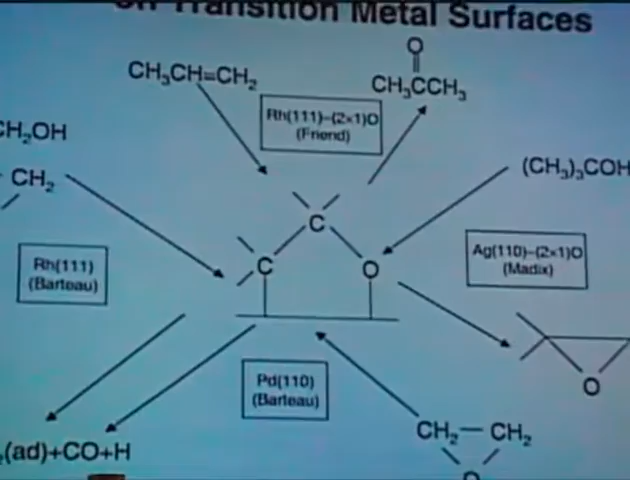 on Transition Metal Surfaces
CH₃CH=CH₂
O
CH₃CCH₃
Rh(111)-(2×1)O
(Friend)
CH₂OH
CH₂
(CH₃)₃COH
C
Rh(111)
(Barteau)
C
O
Ag(110)-(2×1)O
(Madix)
Pd(110)
(Barteau)
O
CH₂—CH₂
O
(ad)+CO+H